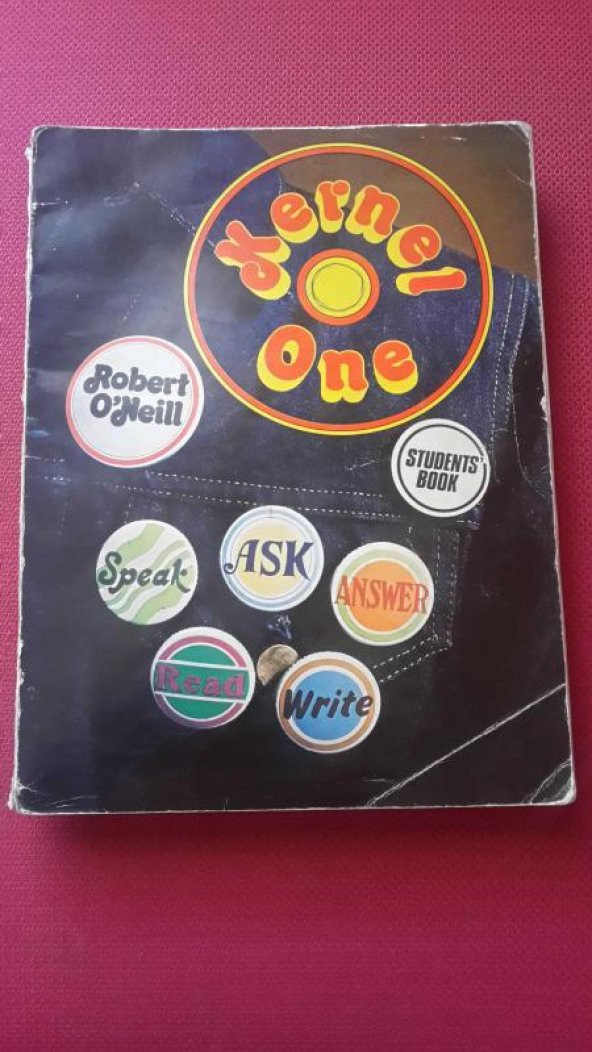 Kernel
One
Robert
O'Neill
STUDENTS'
BOOK
Speak
ASK
ANSWER
Read
Write